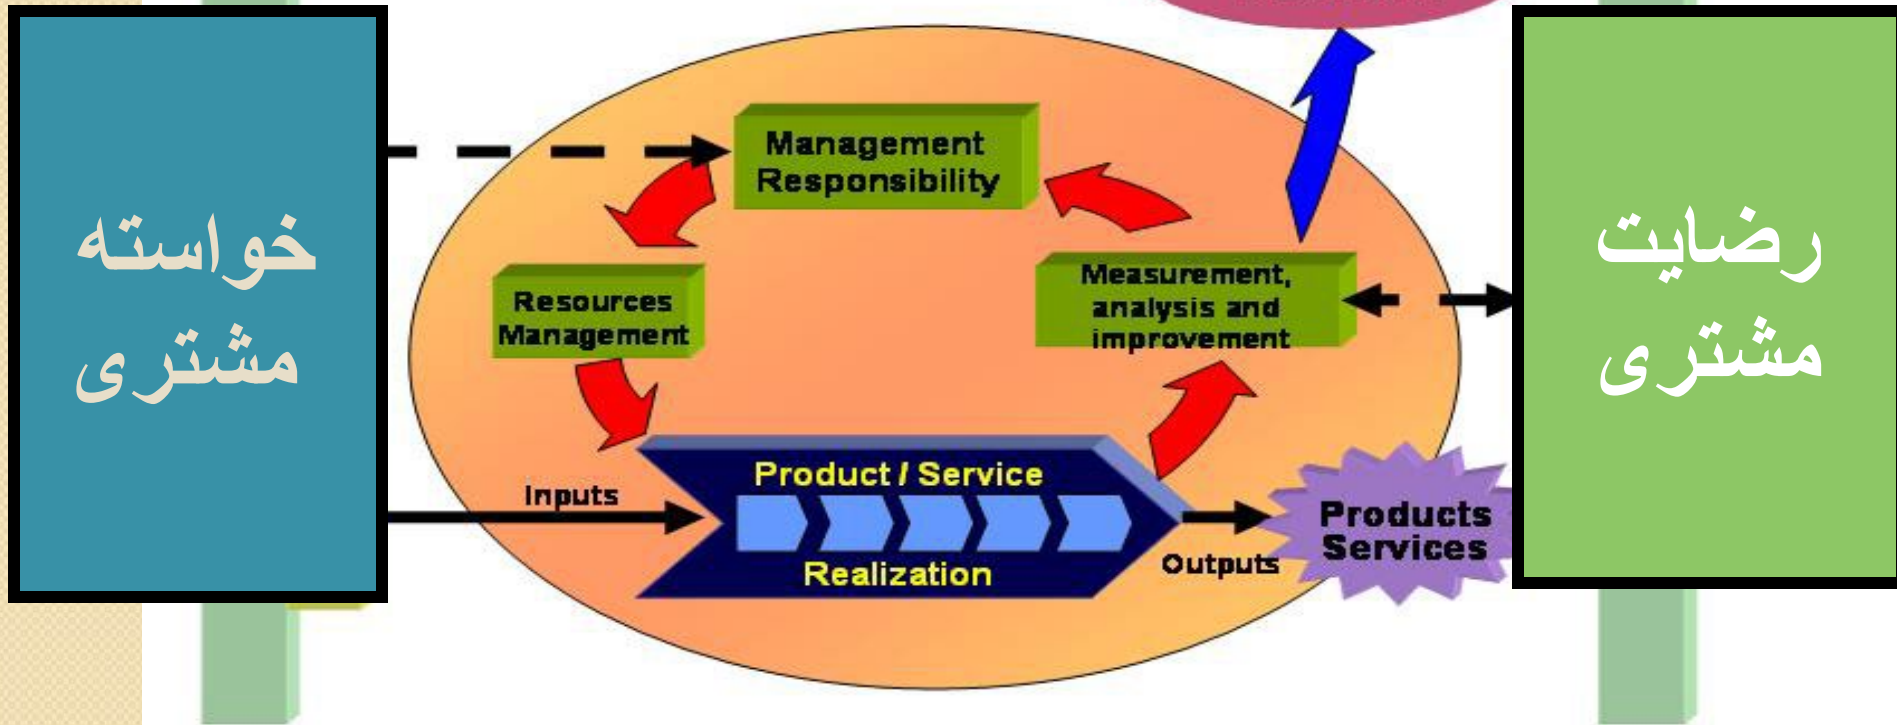 خواسته
مشتری
Management
Responsibility
Resources
Management
Measurement,
analysis and
improvement
Inputs
Product / Service
Realization
Outputs
Products
Services
رضایت
مشتری